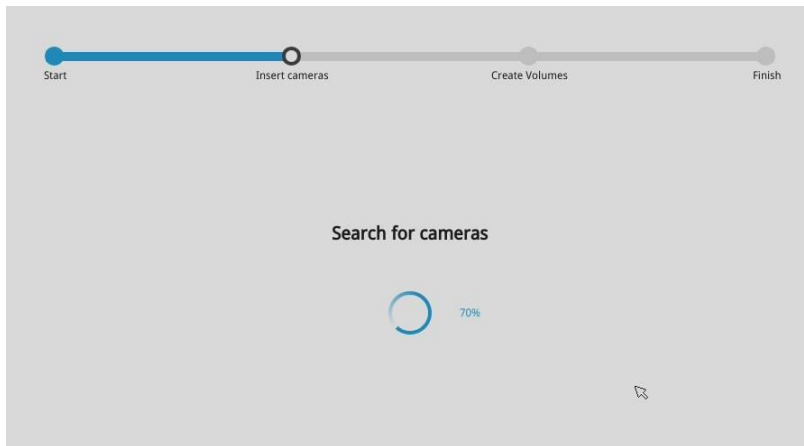 Start
Insert cameras
Create Volumes
Finish
Search for cameras
70%